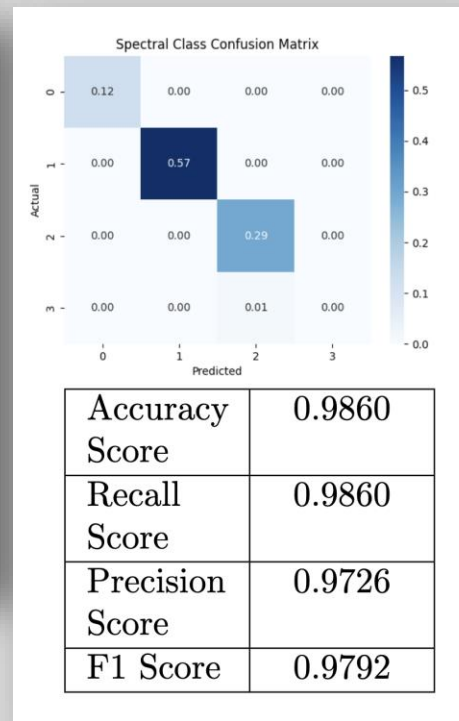 Spectral Class Confusion Matrix
0 0.12 0.00 0.00 0.00
1 0.00 0.57 0.00 0.00
2 0.00 0.00 0.29 0.00
3 0.00 0.00 0.01 0.00
Actual
0 1 2 3
Predicted
0.5
0.4
0.3
0.2
0.1
0.0
Accuracy 0.9860
Score
Recall 0.9860
Score
Precision 0.9726
Score
F1 Score 0.9792